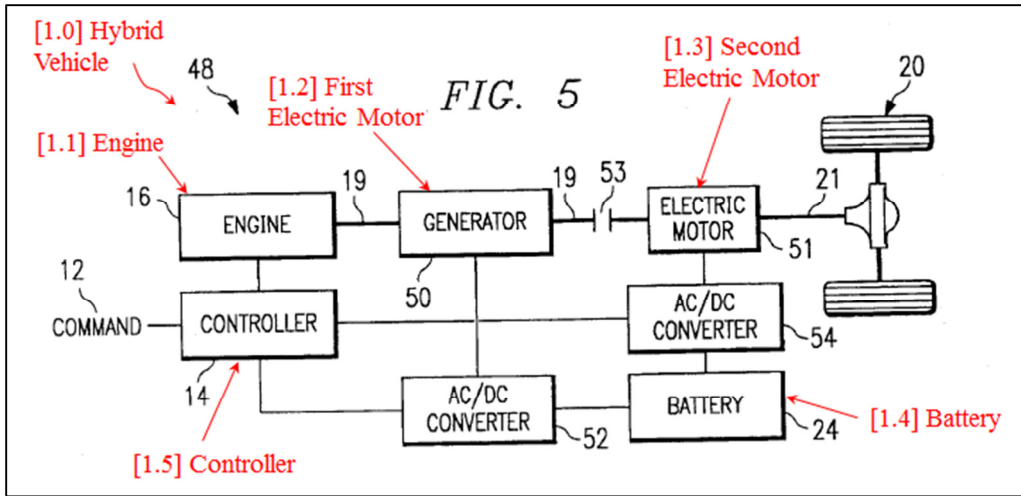 [1.0] Hybrid
Vehicle
48
[1.2] First
Electric Motor
FIG. 5
[1.3] Second
Electric Motor
20
[1.1] Engine
16
ENGINE
19
GENERATOR
50
19
53
ELECTRIC
MOTOR
51
21
12
COMMAND
CONTROLLER
14
AC/DC
CONVERTER
54
AC/DC
CONVERTER
52
BATTERY
24
[1.4] Battery
[1.5] Controller